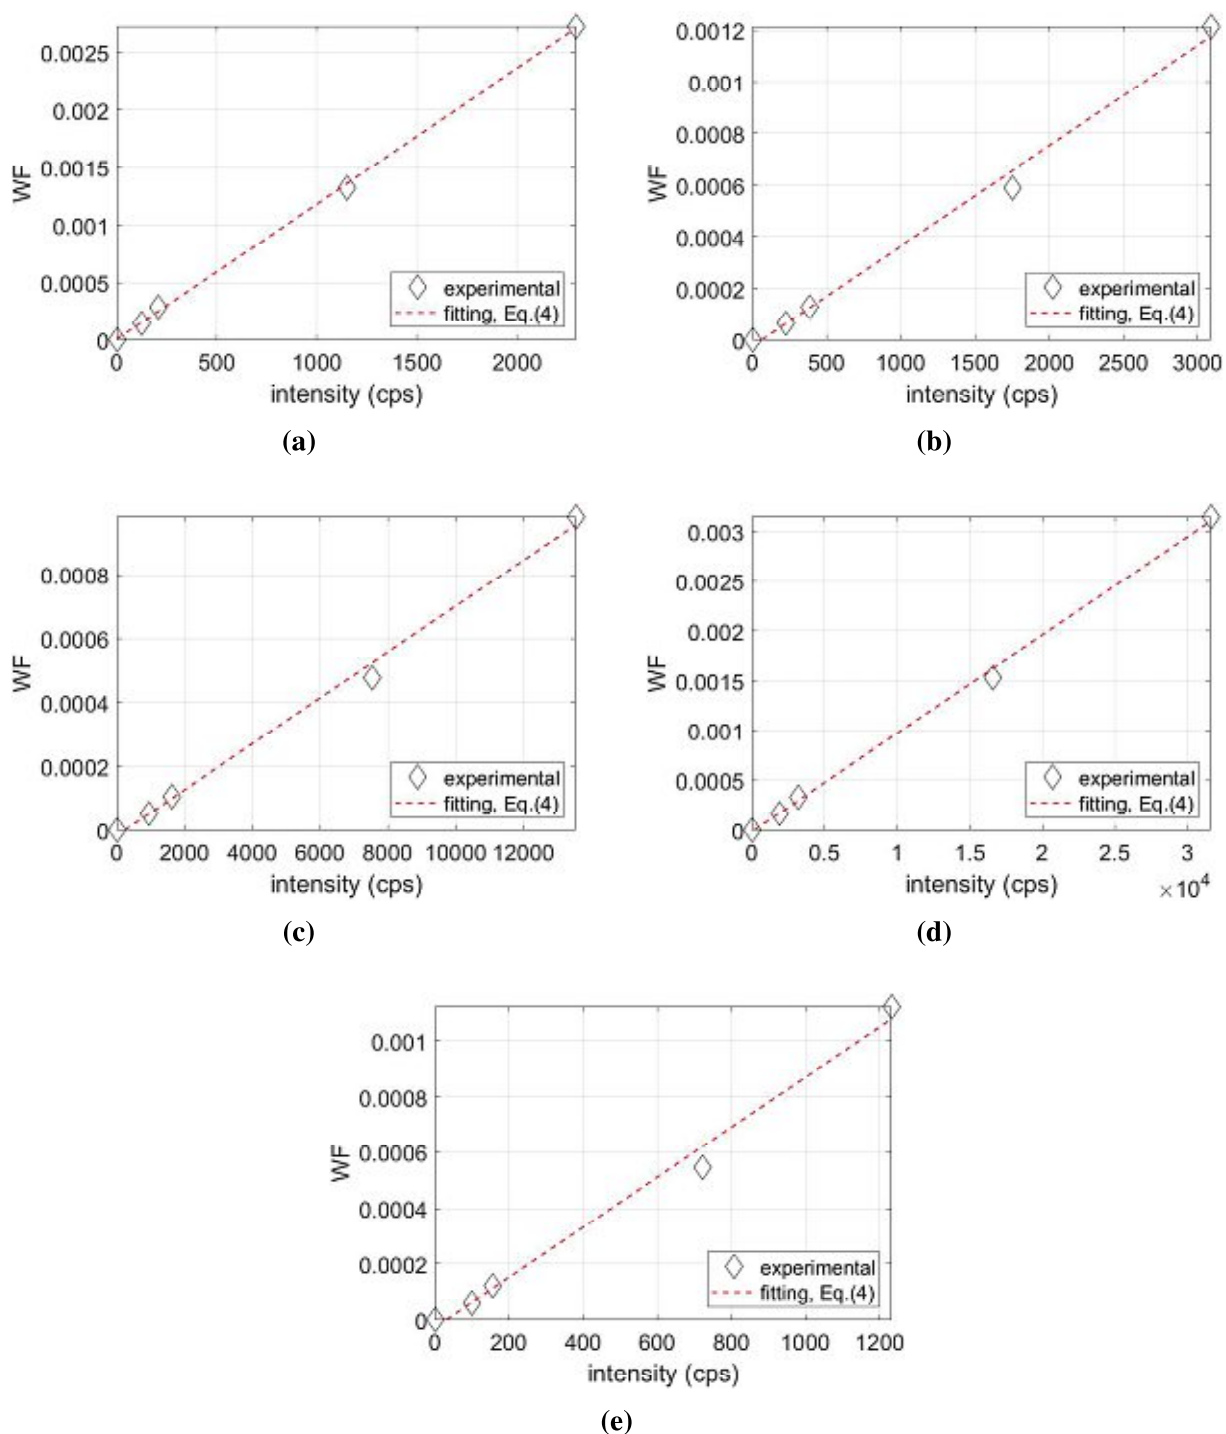 0.0025
0.002
0.0015
0.001
0.0005
0
WF
0 500 1000 1500 2000
intensity (cps)
experimental
fitting, Eq.(4)
(a)
0.0012
0.001
0.0008
0.0006
0.0004
0.0002
0
WF
0 500 1000 1500 2000 2500 3000
intensity (cps)
experimental
fitting, Eq.(4)
(b)
0.0008
0.0006
0.0004
0.0002
0
WF
0 2000 4000 6000 8000 10000 12000
intensity (cps)
experimental
fitting, Eq.(4)
(c)
0.003
0.0025
0.002
0.0015
0.001
0.0005
0
WF
0 0.5 1 1.5 2 2.5 3
×10⁴
intensity (cps)
experimental
fitting, Eq.(4)
(d)
0.001
0.0008
0.0006
0.0004
0.0002
0
WF
0 200 400 600 800 1000 1200
intensity (cps)
experimental
fitting, Eq.(4)
(e)